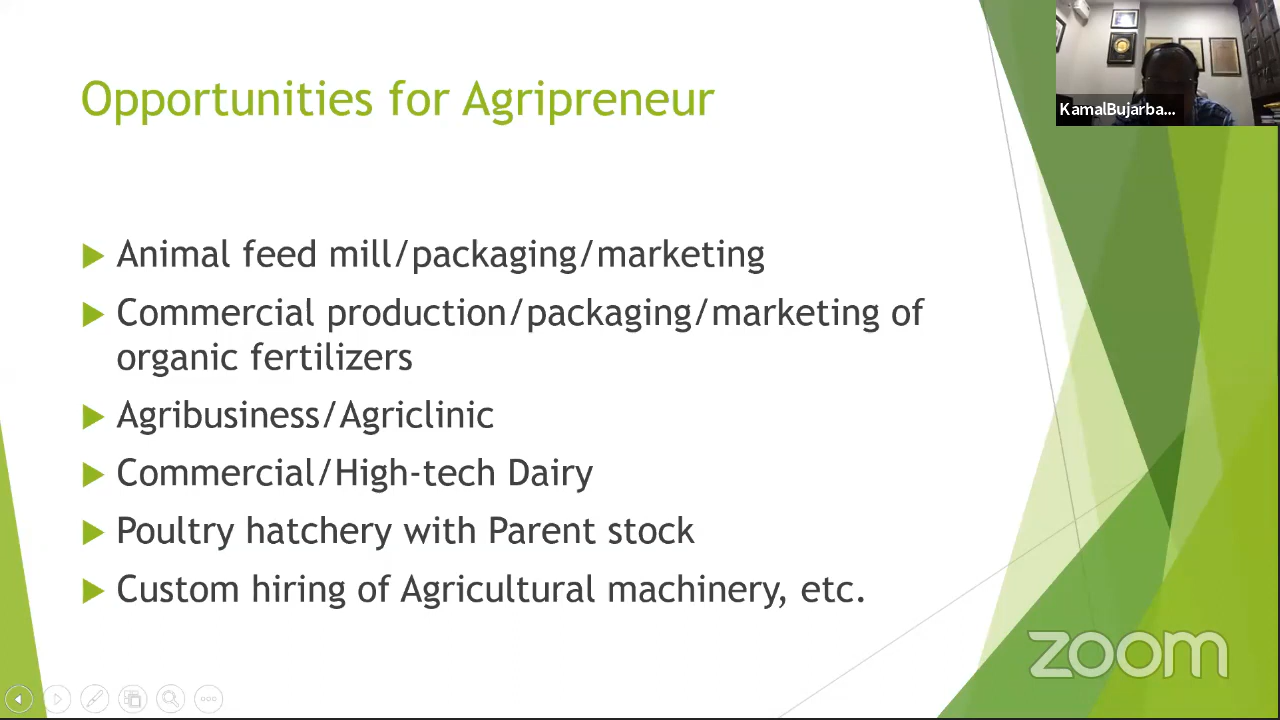 Opportunities for Agripreneur
KamalBujarba...
Animal feed mill/packaging/marketing
Commercial production/packaging/marketing of
organic fertilizers
Agribusiness/Agriclinic
Commercial/High-tech Dairy
Poultry hatchery with Parent stock
Custom hiring of Agricultural machinery, etc.
zoom